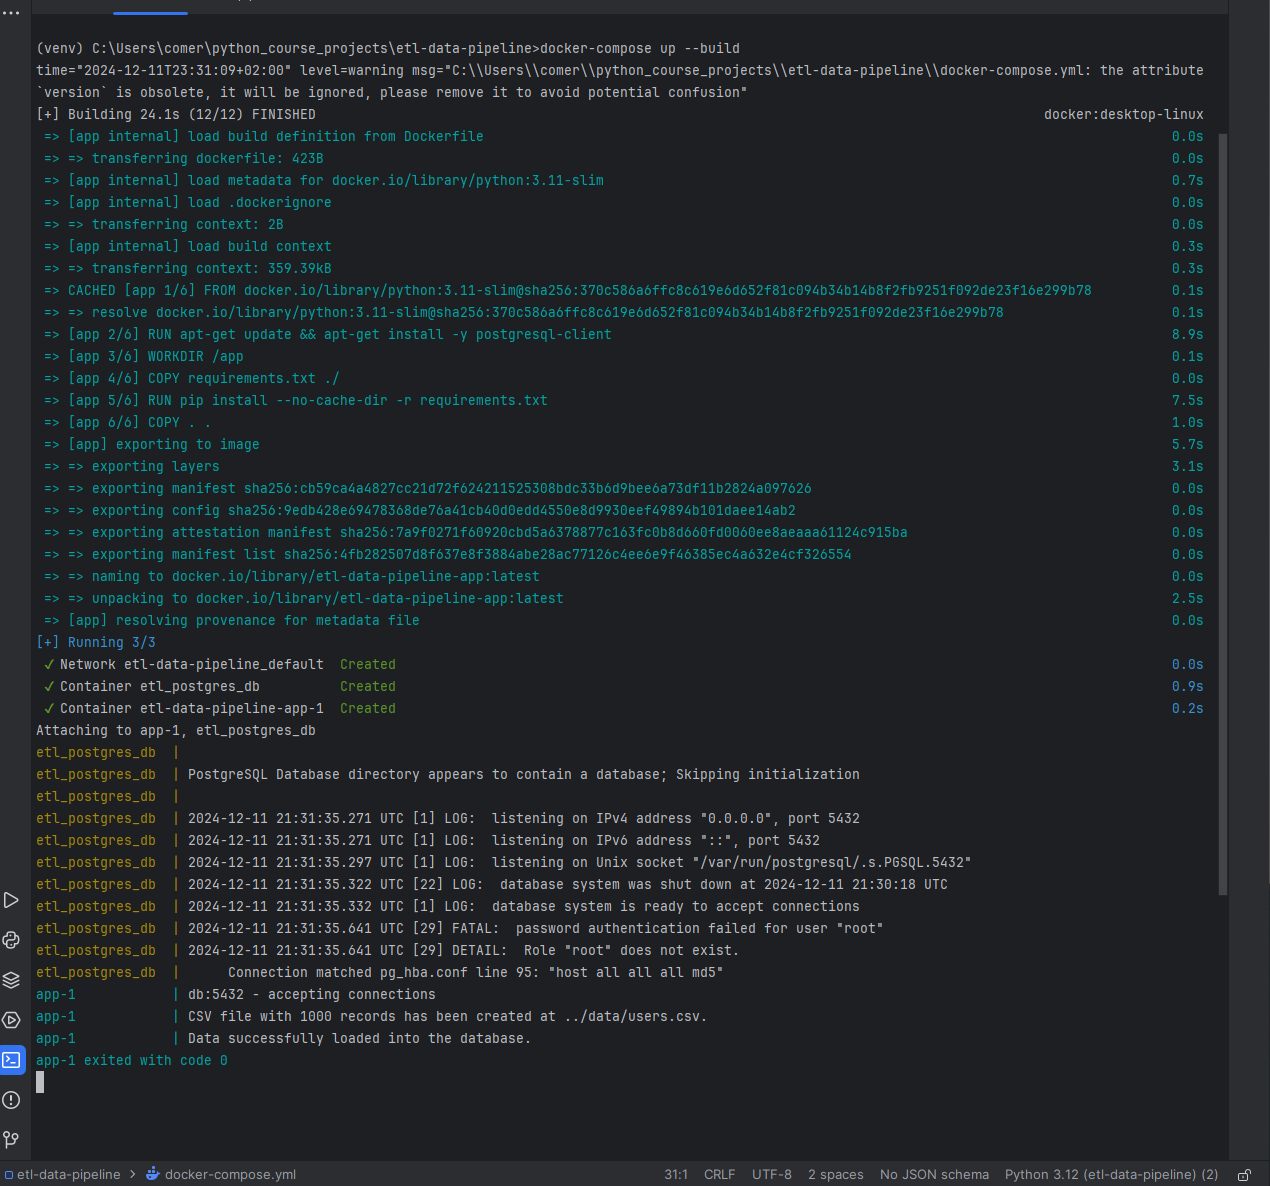 (venv) C:\Users\comer\python_course_projects\etl-data-pipeline>docker-compose up --build
time="2024-12-11T23:31:09+02:00" level=warning msg="C:\\Users\\comer\\python_course_projects\\etl-data-pipeline\\docker-compose.yml: the attribute
`version` is obsolete, it will be ignored, please remove it to avoid potential confusion"
[+] Building 24.1s (12/12) FINISHED docker:desktop-linux
=> [app internal] load build definition from Dockerfile 0.0s
=> => transferring dockerfile: 423B 0.0s
=> [app internal] load metadata for docker.io/library/python:3.11-slim 0.7s
=> [app internal] load .dockerignore 0.0s
=> => transferring context: 2B 0.0s
=> [app internal] load build context 0.3s
=> => transferring context: 359.39kB 0.3s
=> CACHED [app 1/6] FROM docker.io/library/python:3.11-slim@sha256:370c586a6ffc8c619e6d652f81c094b34b14b8f2fb9251f092de23f16e299b78 0.1s
=> => resolve docker.io/library/python:3.11-slim@sha256:370c586a6ffc8c619e6d652f81c094b34b14b8f2fb9251f092de23f16e299b78 0.1s
=> [app 2/6] RUN apt-get update && apt-get install -y postgresql-client 8.9s
=> [app 3/6] WORKDIR /app 0.1s
=> [app 4/6] COPY requirements.txt ./ 0.0s
=> [app 5/6] RUN pip install --no-cache-dir -r requirements.txt 7.5s
=> [app 6/6] COPY . . 1.0s
=> [app] exporting to image 5.7s
=> => exporting layers 3.1s
=> => exporting manifest sha256:cb59ca4a4827cc21d72f624211525308bdc33b6d9bee6a73df11b2824a097626 0.0s
=> => exporting config sha256:9edb428e69478368de76a41cb40d0edd4550e8d9930eef49894b101daee14ab2 0.0s
=> => exporting attestation manifest sha256:7a9f0271f60920cbd5a6378877c163fc0b8d660fd0060ee8aeaaa61124c915ba 0.0s
=> => exporting manifest list sha256:4fb282507d8f637e8f3884abe28ac77126c4ee6e9f46385ec4a632e4cf326554 0.0s
=> => naming to docker.io/library/etl-data-pipeline-app:latest 0.0s
=> => unpacking to docker.io/library/etl-data-pipeline-app:latest 2.5s
=> [app] resolving provenance for metadata file 0.0s
[+] Running 3/3
✓ Network etl-data-pipeline_default Created 0.0s
✓ Container etl_postgres_db Created 0.9s
✓ Container etl-data-pipeline-app-1 Created 0.2s
Attaching to app-1, etl_postgres_db
etl_postgres_db |
etl_postgres_db | PostgreSQL Database directory appears to contain a database; Skipping initialization
etl_postgres_db |
etl_postgres_db | 2024-12-11 21:31:35.271 UTC [1] LOG: listening on IPv4 address "0.0.0.0", port 5432
etl_postgres_db | 2024-12-11 21:31:35.271 UTC [1] LOG: listening on IPv6 address "::", port 5432
etl_postgres_db | 2024-12-11 21:31:35.297 UTC [1] LOG: listening on Unix socket "/var/run/postgresql/.s.PGSQL.5432"
etl_postgres_db | 2024-12-11 21:31:35.322 UTC [22] LOG: database system was shut down at 2024-12-11 21:30:18 UTC
etl_postgres_db | 2024-12-11 21:31:35.332 UTC [1] LOG: database system is ready to accept connections
etl_postgres_db | 2024-12-11 21:31:35.641 UTC [29] FATAL: password authentication failed for user "root"
etl_postgres_db | 2024-12-11 21:31:35.641 UTC [29] DETAIL: Role "root" does not exist.
etl_postgres_db | Connection matched pg_hba.conf line 95: "host all all all md5"
app-1 | db:5432 - accepting connections
app-1 | CSV file with 1000 records has been created at ../data/users.csv.
app-1 | Data successfully loaded into the database.
app-1 exited with code 0
etl-data-pipeline > docker-compose.yml 31:1 CRLF UTF-8 2 spaces No JSON schema Python 3.12 (etl-data-pipeline) (2)